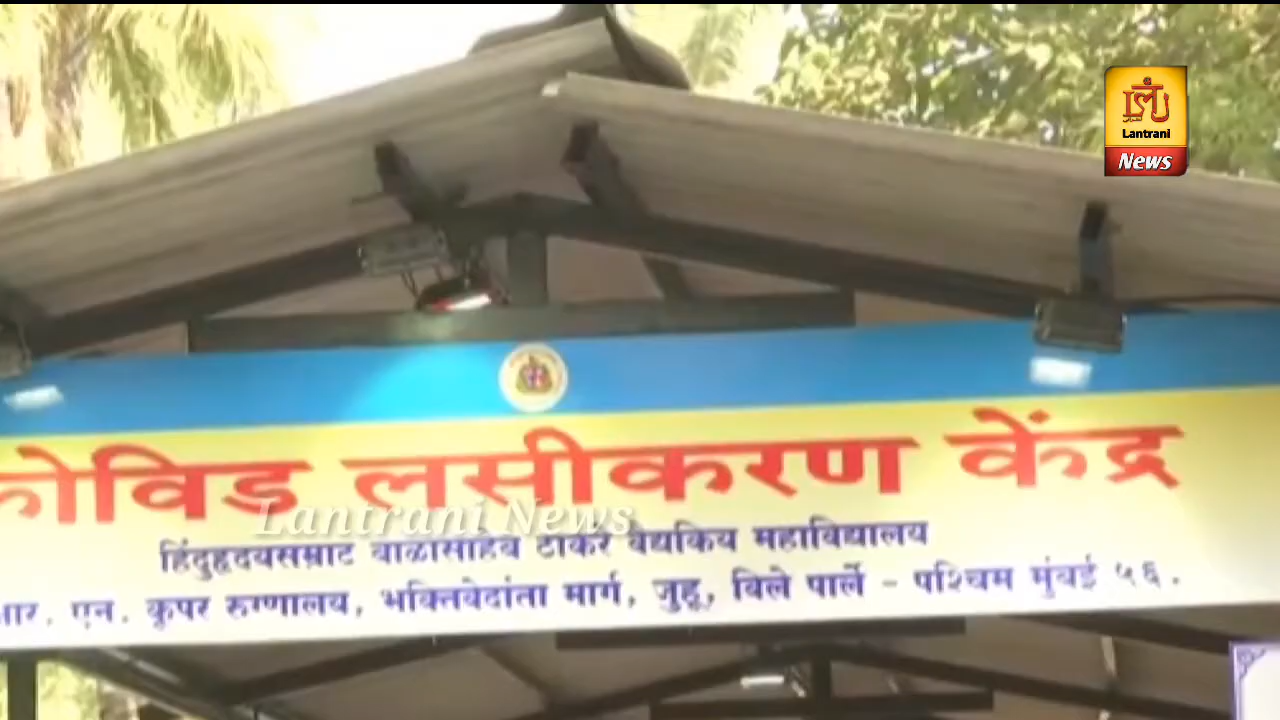 Lantrani
News
कोविड लसीकरण केंद्र
Lantrani News
हिंदुहृदयसम्राट बाळासाहेब ठाकरे वैद्यकिय महाविद्यालय
आर. एन. कूपर रुग्णालय, भक्तिवेदांता मार्ग, जुहू, विले पार्ले - पश्चिम मुंबई ५६.